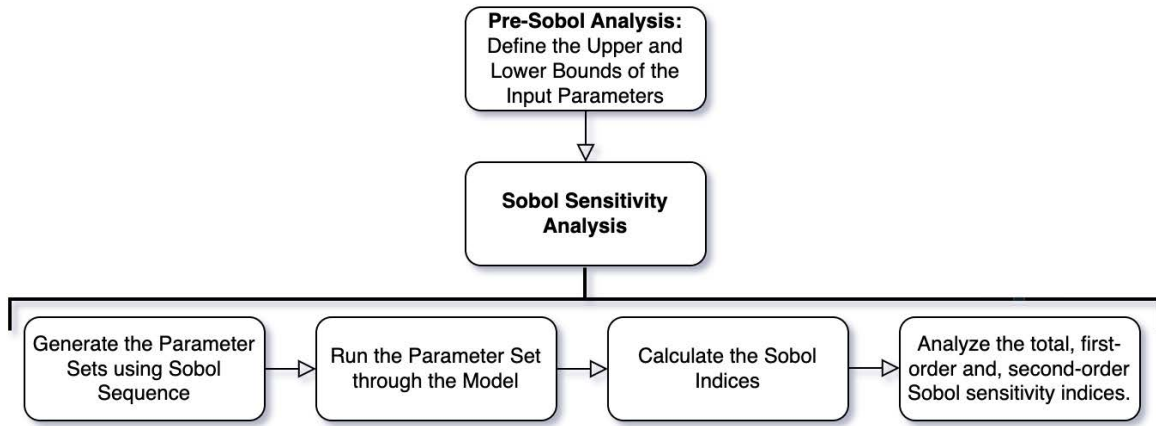 Pre-Sobol Analysis:
Define the Upper and
Lower Bounds of the
Input Parameters
Sobol Sensitivity
Analysis
Generate the Parameter
Sets using Sobol
Sequence
Run the Parameter Set
through the Model
Calculate the Sobol
Indices
Analyze the total, first-
order and, second-order
Sobol sensitivity indices.